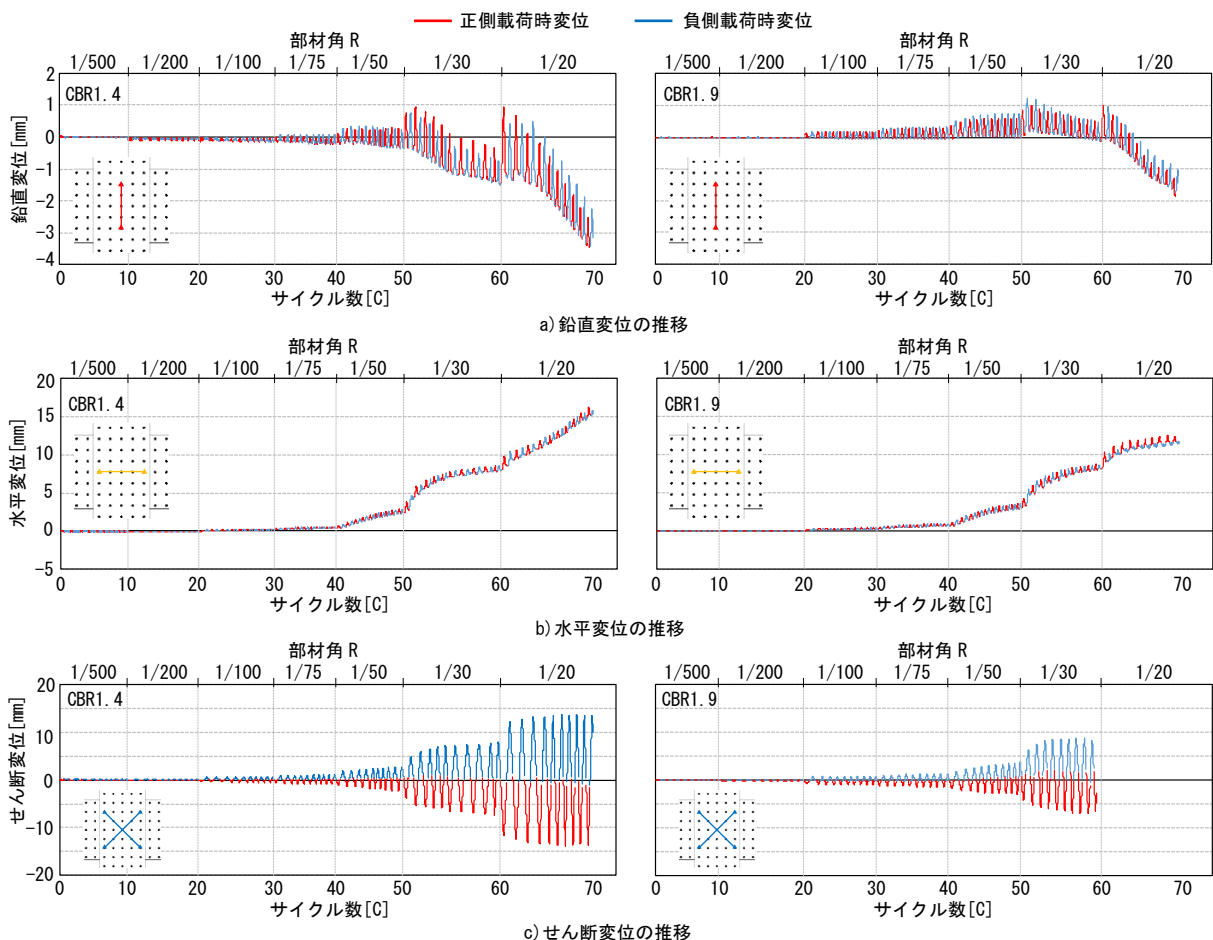 正側載荷時変位 負側載荷時変位
部材角R 部材角R
1/500 1/200 1/100 1/75 1/50 1/30 1/20 1/500 1/200 1/100 1/75 1/50 1/30 1/20
鉛直変位[mm]
2
1
0
-1
-2
-3
-4
CBR1.4 CBR1.9
0 10 20 30 40 50 60 70 0 10 20 30 40 50 60 70
サイクル数[C] サイクル数[C]
a)鉛直変位の推移
部材角R 部材角R
1/500 1/200 1/100 1/75 1/50 1/30 1/20 1/500 1/200 1/100 1/75 1/50 1/30 1/20
水平変位[mm]
20
15
10
5
0
-5
CBR1.4 CBR1.9
0 10 20 30 40 50 60 70 0 10 20 30 40 50 60 70
サイクル数[C] サイクル数[C]
b)水平変位の推移
部材角R 部材角R
1/500 1/200 1/100 1/75 1/50 1/30 1/20 1/500 1/200 1/100 1/75 1/50 1/30 1/20
せん断変位[mm]
20
10
0
-10
-20
CBR1.4 CBR1.9
0 10 20 30 40 50 60 70 0 10 20 30 40 50 60 70
サイクル数[C] サイクル数[C]
c)せん断変位の推移